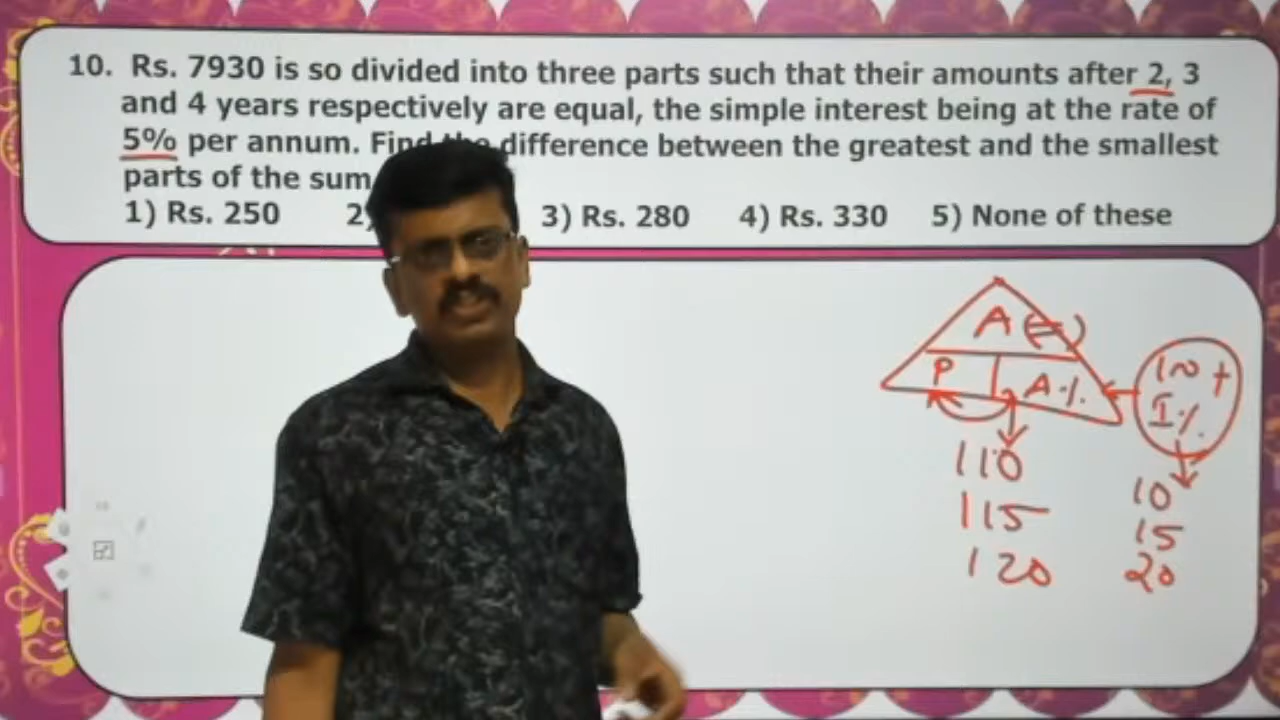 10. Rs. 7930 is so divided into three parts such that their amounts after 2, 3
and 4 years respectively are equal, the simple interest being at the rate of
5% per annum. Find the difference between the greatest and the smallest
parts of the sum
1) Rs. 250 2) 3) Rs. 280 4) Rs. 330 5) None of these
A (=)
P A%
100 +
I%
110
115
120
10
15
20